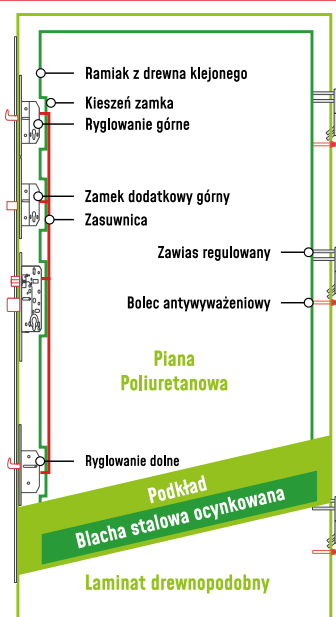 Ramiak z drewna klejonego
Kieszeń zamka
Ryglowanie górne
Zamek dodatkowy górny
Zasuwnica
Zawias regulowany
Bolec antywyważeniowy
Piana
Poliuretanowa
Ryglowanie dolne
Podkład
Blacha stalowa ocynkowana
Laminat drewnopodobny